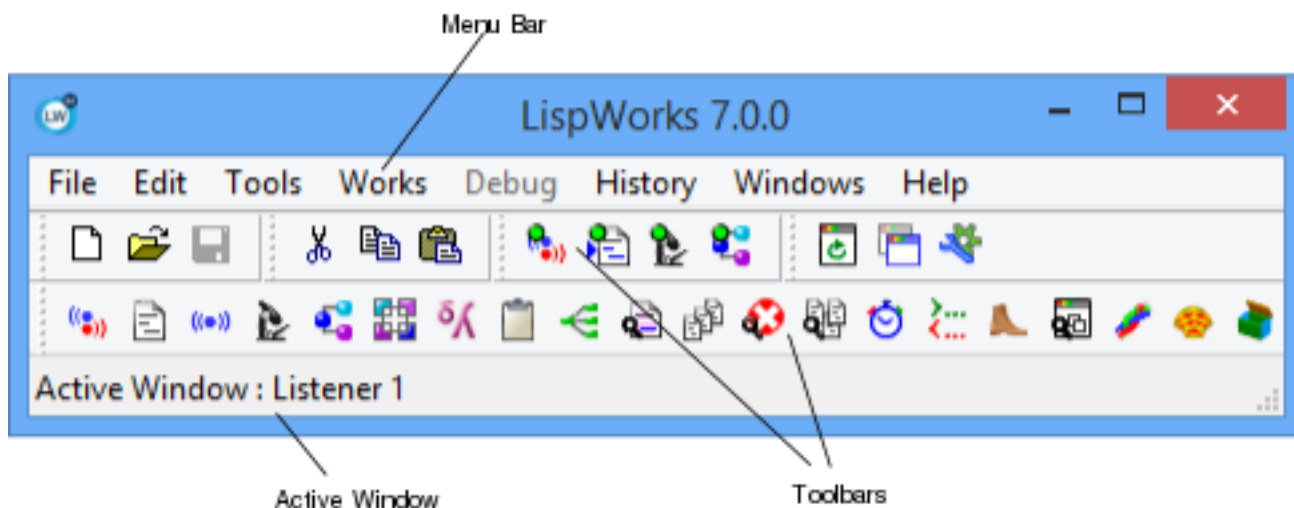 Menu Bar
LW
LispWorks 7.0.0
File Edit Tools Works Debug History Windows Help
δλ
Active Window : Listener 1
Active Window
Toolbars